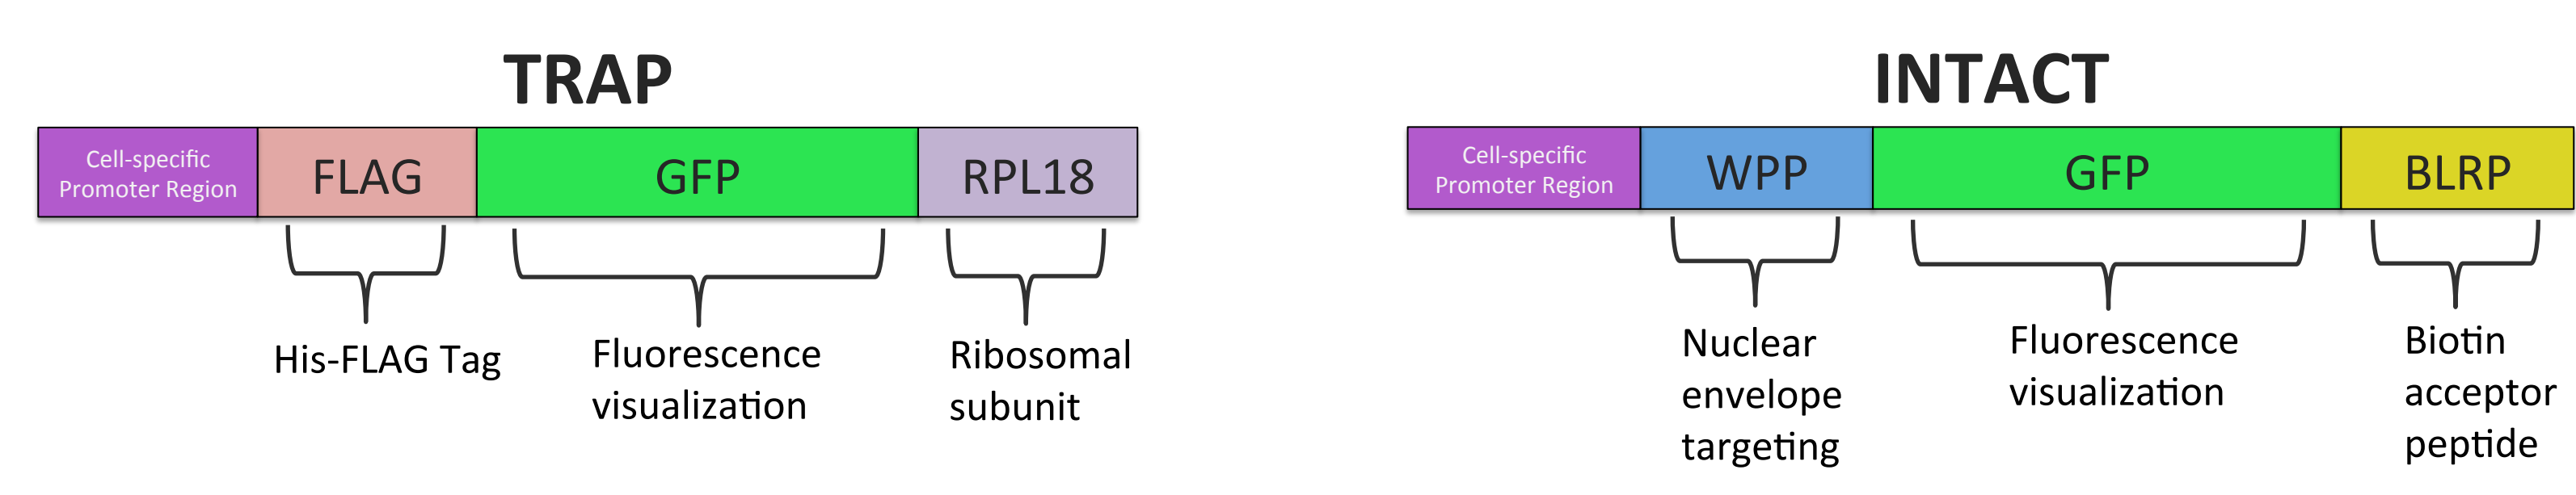 TRAP
Cell-specific
Promoter Region
FLAG
GFP
RPL18
His-FLAG Tag
Fluorescence
visualization
Ribosomal
subunit
INTACT
Cell-specific
Promoter Region
WPP
GFP
BLRP
Nuclear
envelope
targeting
Fluorescence
visualization
Biotin
acceptor
peptide